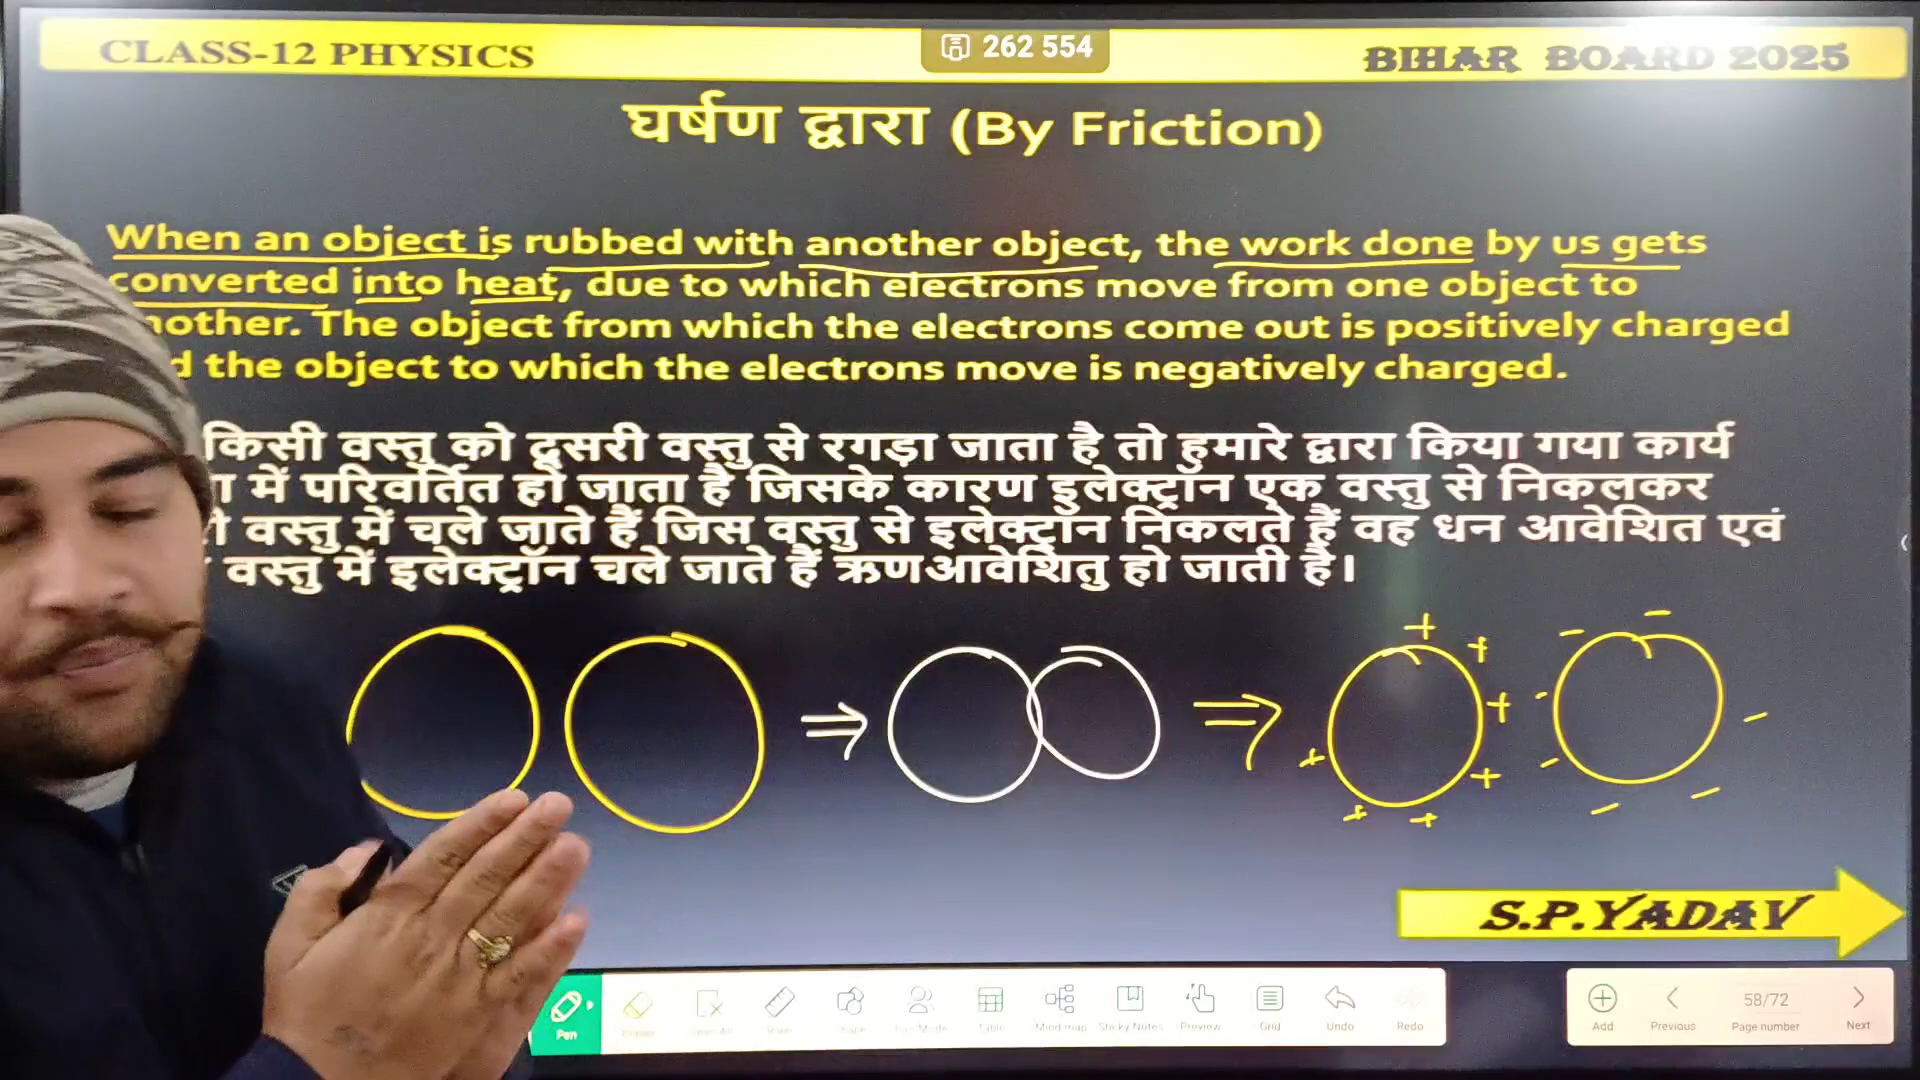 CLASS-12 PHYSICS
262 554
BIHAR BOARD 2025
घर्षण द्वारा (By Friction)
When an object is rubbed with another object, the work done by us gets
converted into heat, due to which electrons move from one object to
The object from which the electrons come out is positively charged
the object to which the electrons move is negatively charged.
किसी वस्तु को दूसरी वस्तु से रगड़ा जाता है तो हमारे द्वारा किया गया कार्य
में परिवर्तित हो जाता है जिसके कारण इलेक्ट्रॉन एक वस्तु से निकलकर
वस्तु में चले जाते हैं जिस वस्तु से इलेक्ट्रॉन निकलते हैं वह धन आवेशित एवं
वस्तु में इलेक्ट्रॉन चले जाते हैं ऋणआवेशित हो जाती है।
⇒ ⇒
+ + + + + + +
- - - - - - -
S.P.YADAV
Pen Table Mind map Sticky Notes Preview Grid Undo Redo
Add Previous 58/72 Page number Next